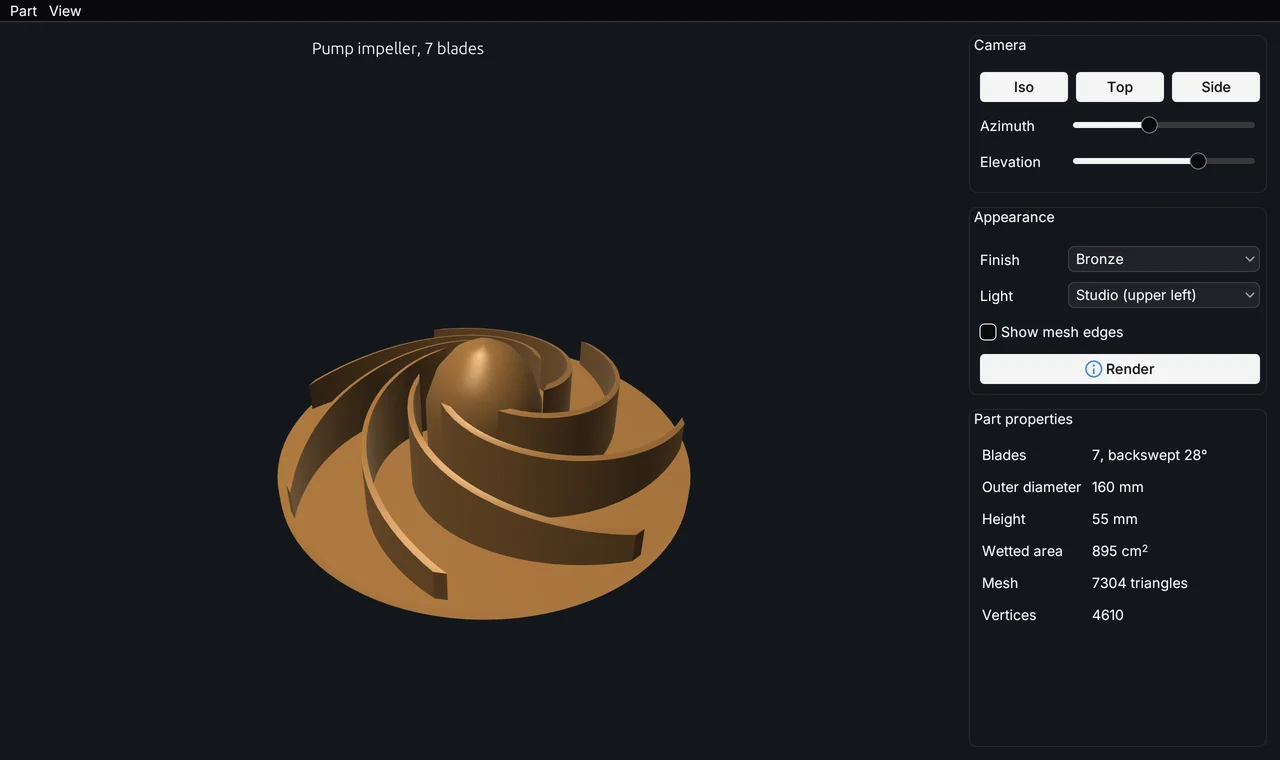 Part View
Pump impeller, 7 blades
Camera
Iso Top Side
Azimuth
Elevation
Appearance
Finish Bronze
Light Studio (upper left)
Show mesh edges
Render
Part properties
Blades 7, backswept 28°
Outer diameter 160 mm
Height 55 mm
Wetted area 895 cm²
Mesh 7304 triangles
Vertices 4610